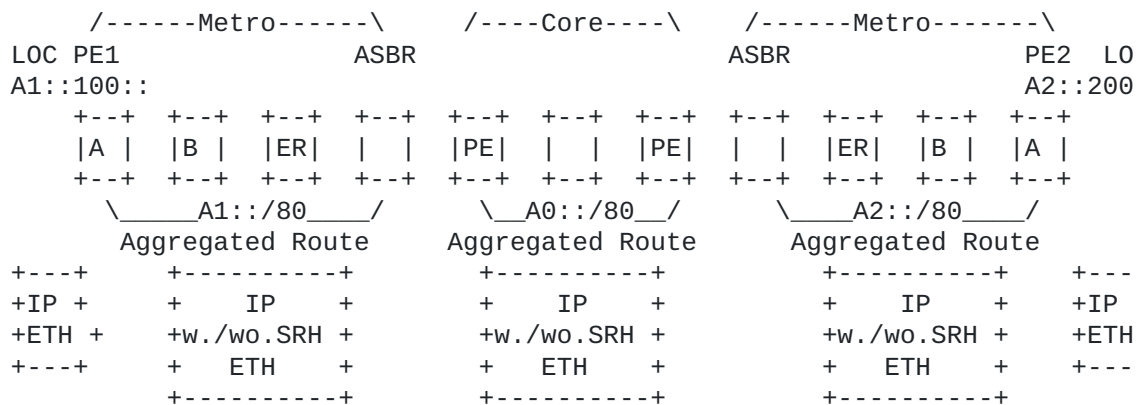 /------Metro------\     /----Core----\     /------Metro-------\
LOC PE1               ASBR                    ASBR               PE2  LO
A1::100::                                                        A2::200
    +--+  +--+  +--+  +--+  +--+  +--+  +--+  +--+  +--+  +--+  +--+
    |A |  |B |  |ER|  |  |  |PE|  |  |  |PE|  |  |  |ER|  |B |  |A |
    +--+  +--+  +--+  +--+  +--+  +--+  +--+  +--+  +--+  +--+  +--+
      \_____A1::/80____/      \__A0::/80__/      \____A2::/80____/
       Aggregated Route     Aggregated Route      Aggregated Route
+---+     +----------+        +----------+          +----------+    +---
+IP +     +    IP    +        +    IP    +          +    IP    +    +IP
+ETH +    +w./wo.SRH +        +w./wo.SRH +          +w./wo.SRH +    +ETH
+---+     +   ETH    +        +   ETH    +          +   ETH    +    +---
          +----------+        +----------+          +----------+